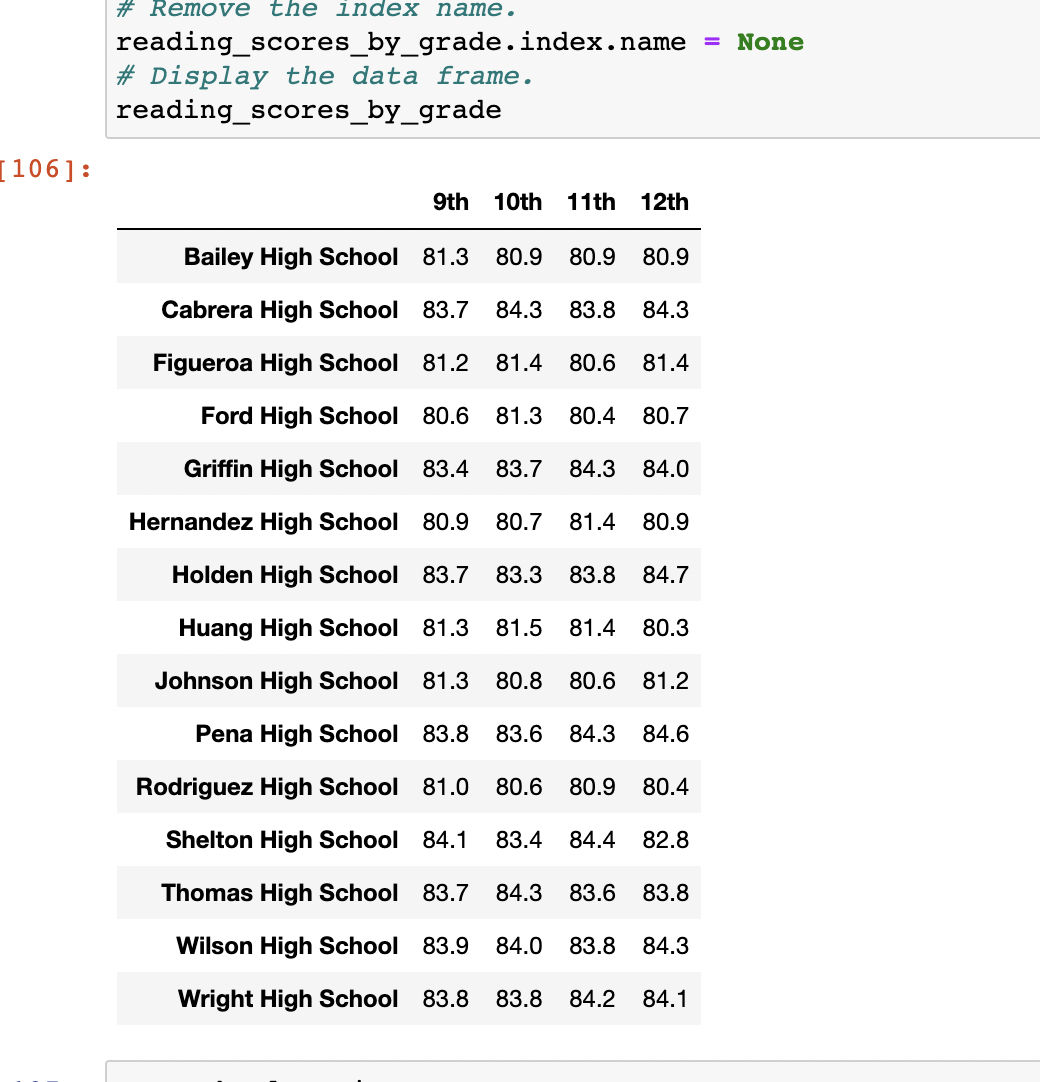 # Remove the index name.
reading_scores_by_grade.index.name = None
# Display the data frame.
reading_scores_by_grade
[106]:
9th 10th 11th 12th
Bailey High School 81.3 80.9 80.9 80.9
Cabrera High School 83.7 84.3 83.8 84.3
Figueroa High School 81.2 81.4 80.6 81.4
Ford High School 80.6 81.3 80.4 80.7
Griffin High School 83.4 83.7 84.3 84.0
Hernandez High School 80.9 80.7 81.4 80.9
Holden High School 83.7 83.3 83.8 84.7
Huang High School 81.3 81.5 81.4 80.3
Johnson High School 81.3 80.8 80.6 81.2
Pena High School 83.8 83.6 84.3 84.6
Rodriguez High School 81.0 80.6 80.9 80.4
Shelton High School 84.1 83.4 84.4 82.8
Thomas High School 83.7 84.3 83.6 83.8
Wilson High School 83.9 84.0 83.8 84.3
Wright High School 83.8 83.8 84.2 84.1